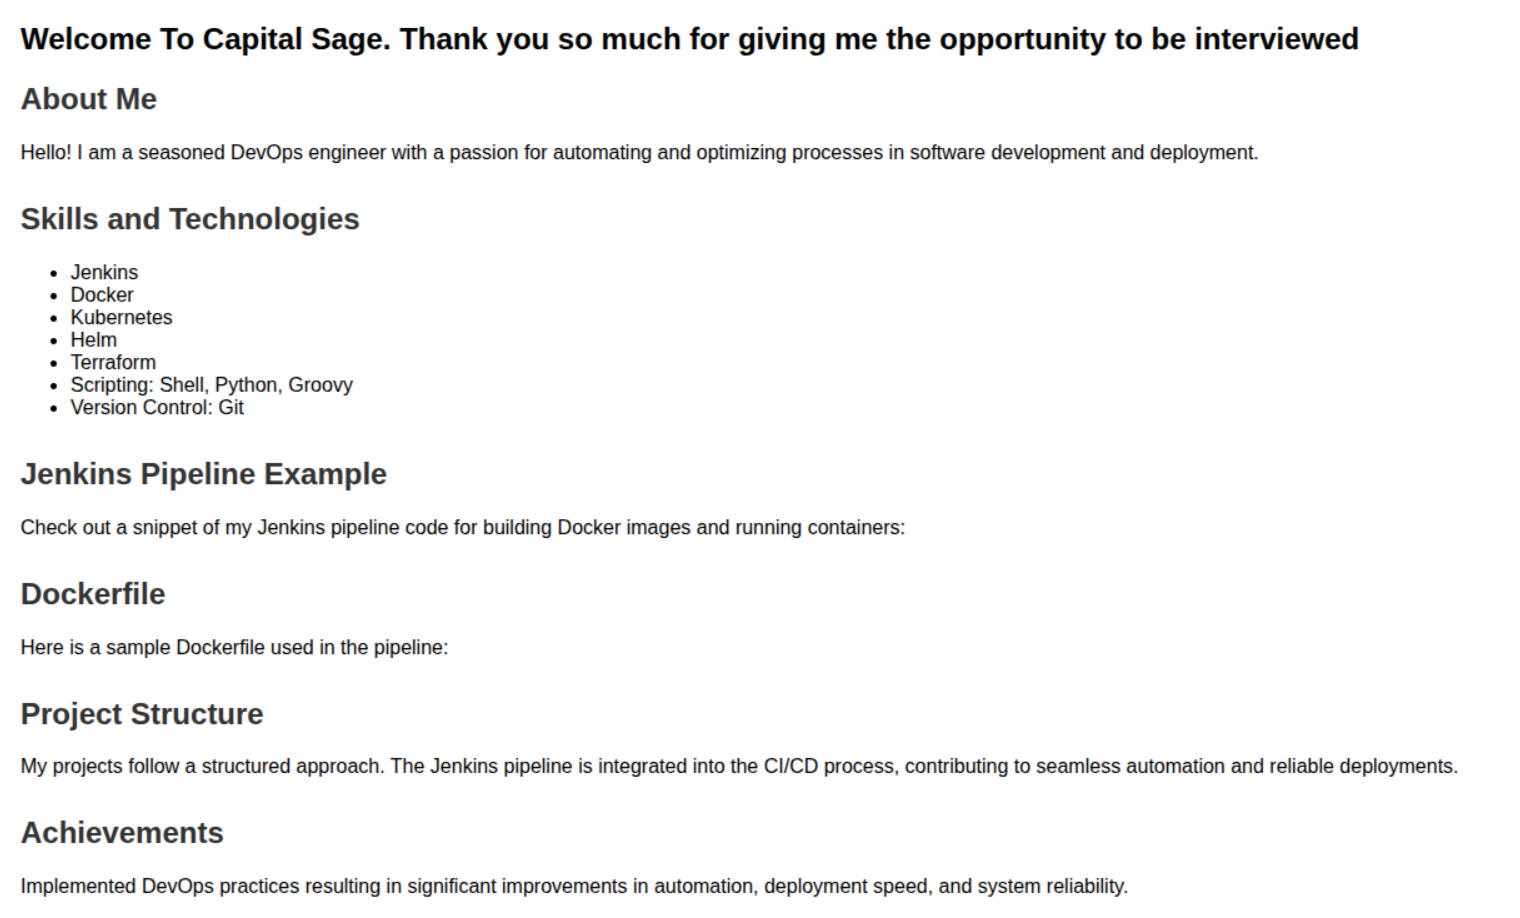 Welcome To Capital Sage. Thank you so much for giving me the opportunity to be interviewed
About Me
Hello! I am a seasoned DevOps engineer with a passion for automating and optimizing processes in software development and deployment.
Skills and Technologies
• Jenkins
• Docker
• Kubernetes
• Helm
• Terraform
• Scripting: Shell, Python, Groovy
• Version Control: Git
Jenkins Pipeline Example
Check out a snippet of my Jenkins pipeline code for building Docker images and running containers:
Dockerfile
Here is a sample Dockerfile used in the pipeline:
Project Structure
My projects follow a structured approach. The Jenkins pipeline is integrated into the CI/CD process, contributing to seamless automation and reliable deployments.
Achievements
Implemented DevOps practices resulting in significant improvements in automation, deployment speed, and system reliability.